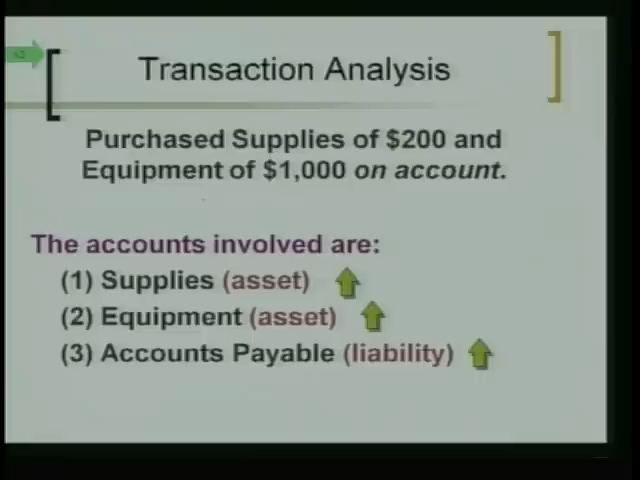 Transaction Analysis
Purchased Supplies of $200 and
Equipment of $1,000 on account.
The accounts involved are:
(1) Supplies (asset)
(2) Equipment (asset)
(3) Accounts Payable (liability)